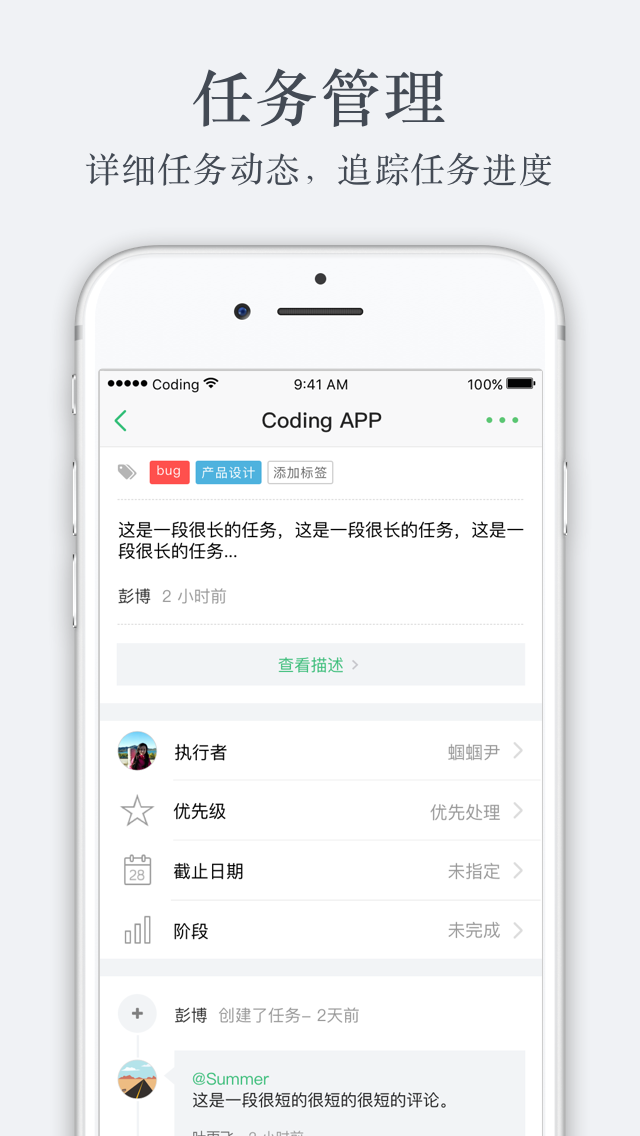 任务管理
详细任务动态，追踪任务进度
Coding 9:41 AM 100%
Coding APP
bug 产品设计 添加标签
这是一段很长的任务，这是一段很长的任务，这是一
段很长的任务...
彭博 2 小时前
查看描述
执行者 蝈蝈尹
优先级 优先处理
28 截止日期 未指定
阶段 未完成
彭博 创建了任务- 2天前
@Summer
这是一段很短的很短的很短的评论。